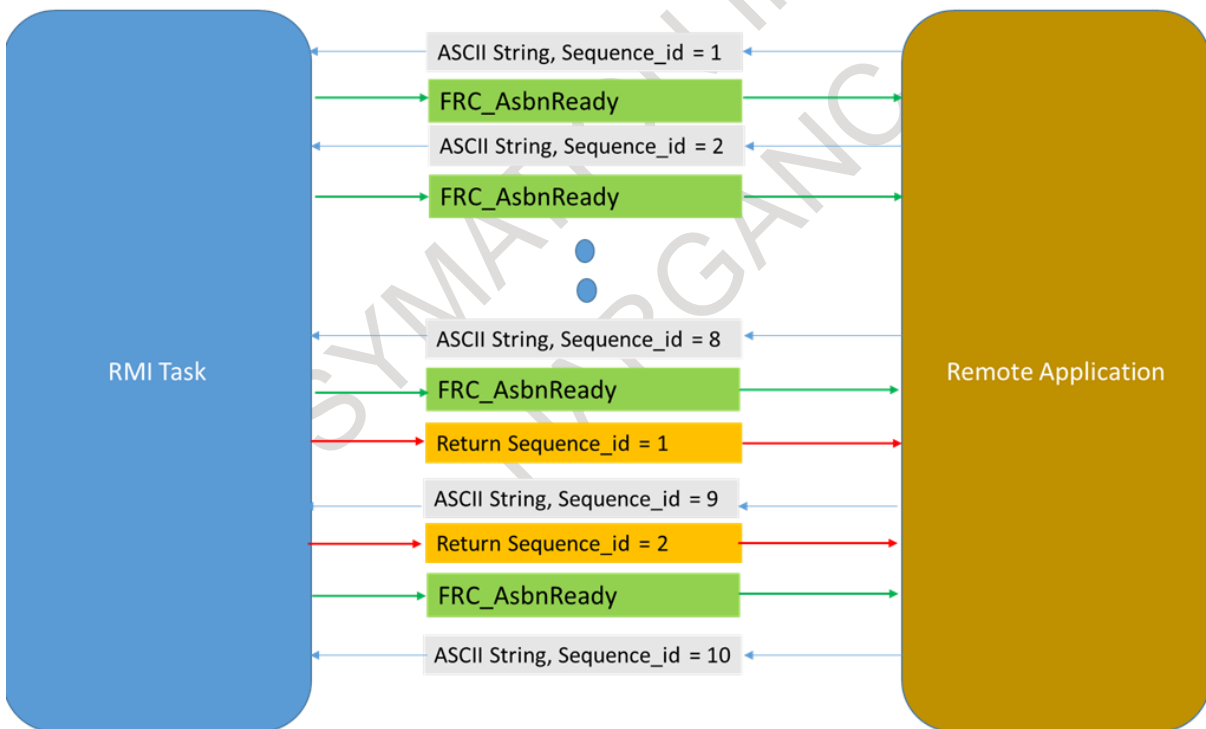 ASCII String, Sequence_id = 1
FRC_AsbnReady
ASCII String, Sequence_id = 2
FRC_AsbnReady
ASCII String, Sequence_id = 8
RMI Task
Remote Application
FRC_AsbnReady
Return Sequence_id = 1
ASCII String, Sequence_id = 9
Return Sequence_id = 2
FRC_AsbnReady
ASCII String, Sequence_id = 10